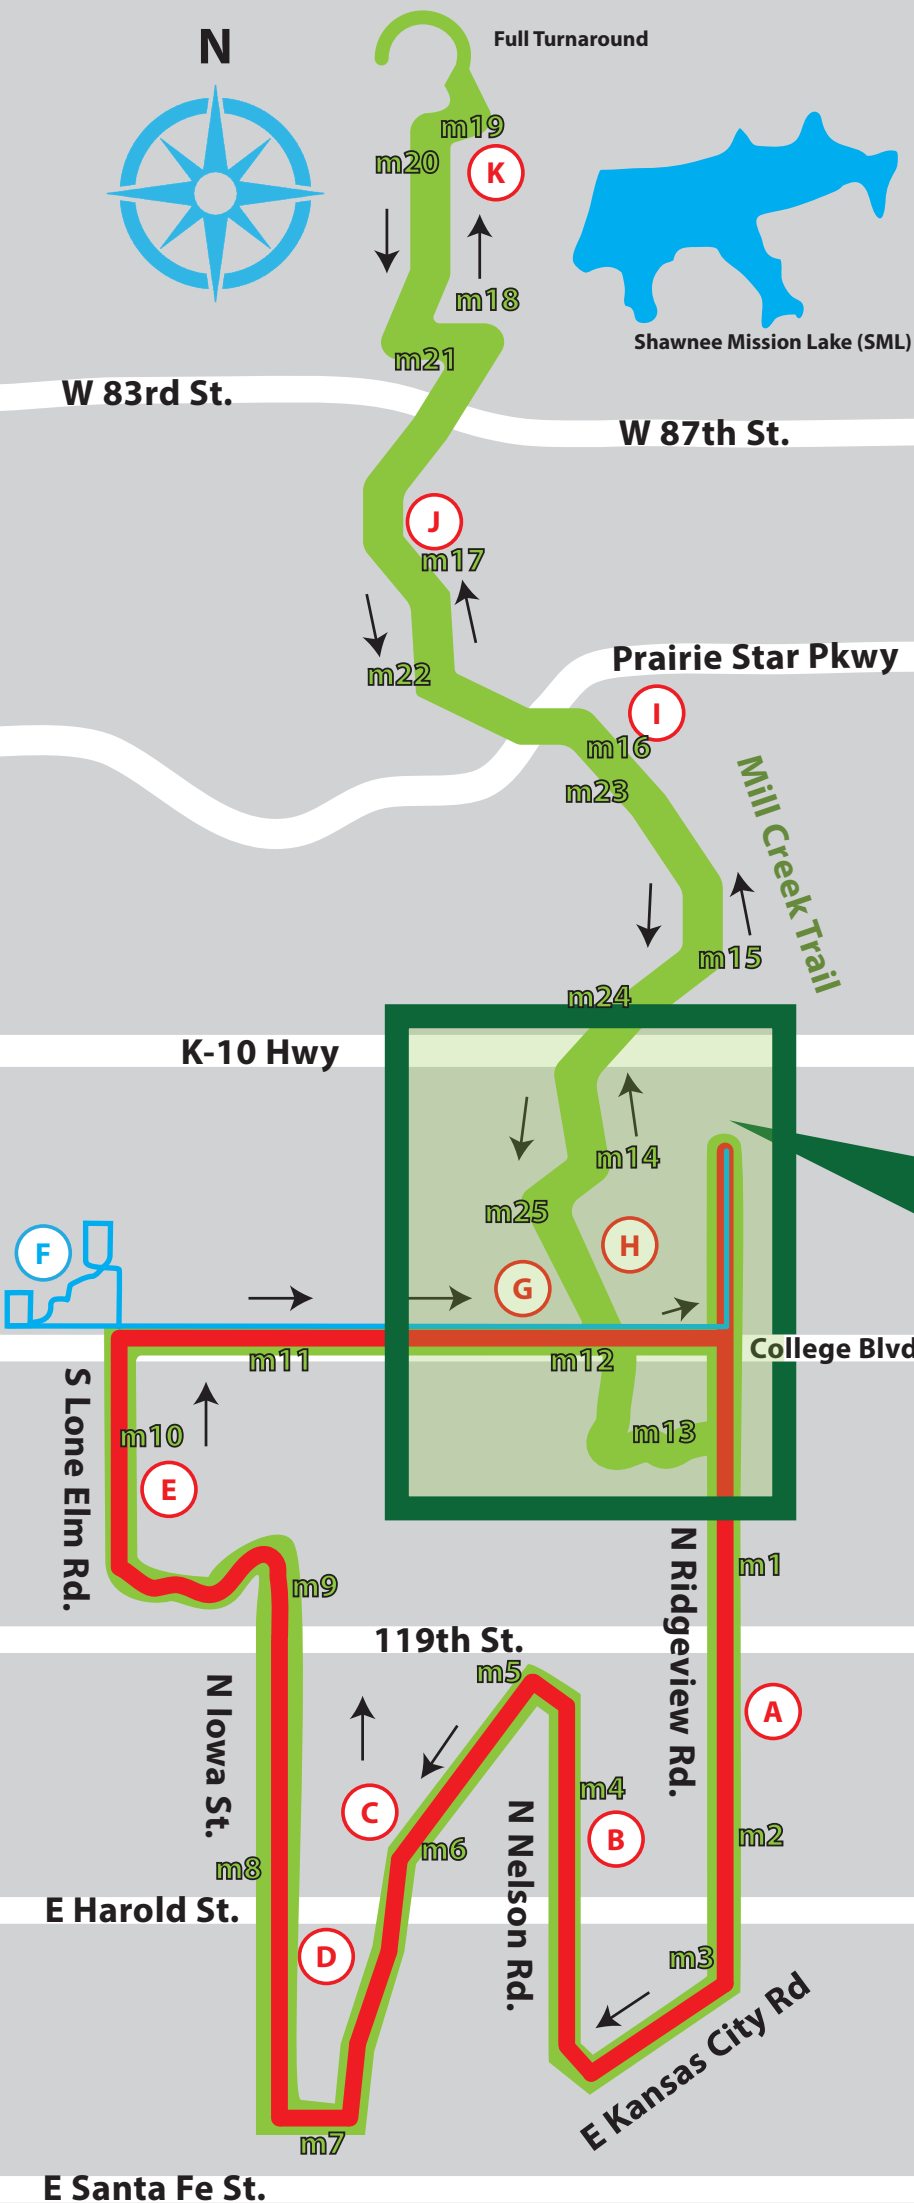 Full Turnaround
N
m19
m20
K
m18
Shawnee Mission Lake (SML)
m21
W 83rd St.
W 87th St.
J
m17
Prairie Star Pkwy
m22
I
m16
m23
Mill Creek Trail
m15
m24
K-10 Hwy
m14
m25
H
F
G
College Blvd
m11
m12
S Lone Elm Rd.
m10
m13
E
N Ridgeview Rd.
m1
m9
119th St.
m5
N Iowa St.
A
m4
C
N Nelson Rd.
B
m2
m6
m8
E Harold St.
D
m3
E Kansas City Rd
m7
E Santa Fe St.